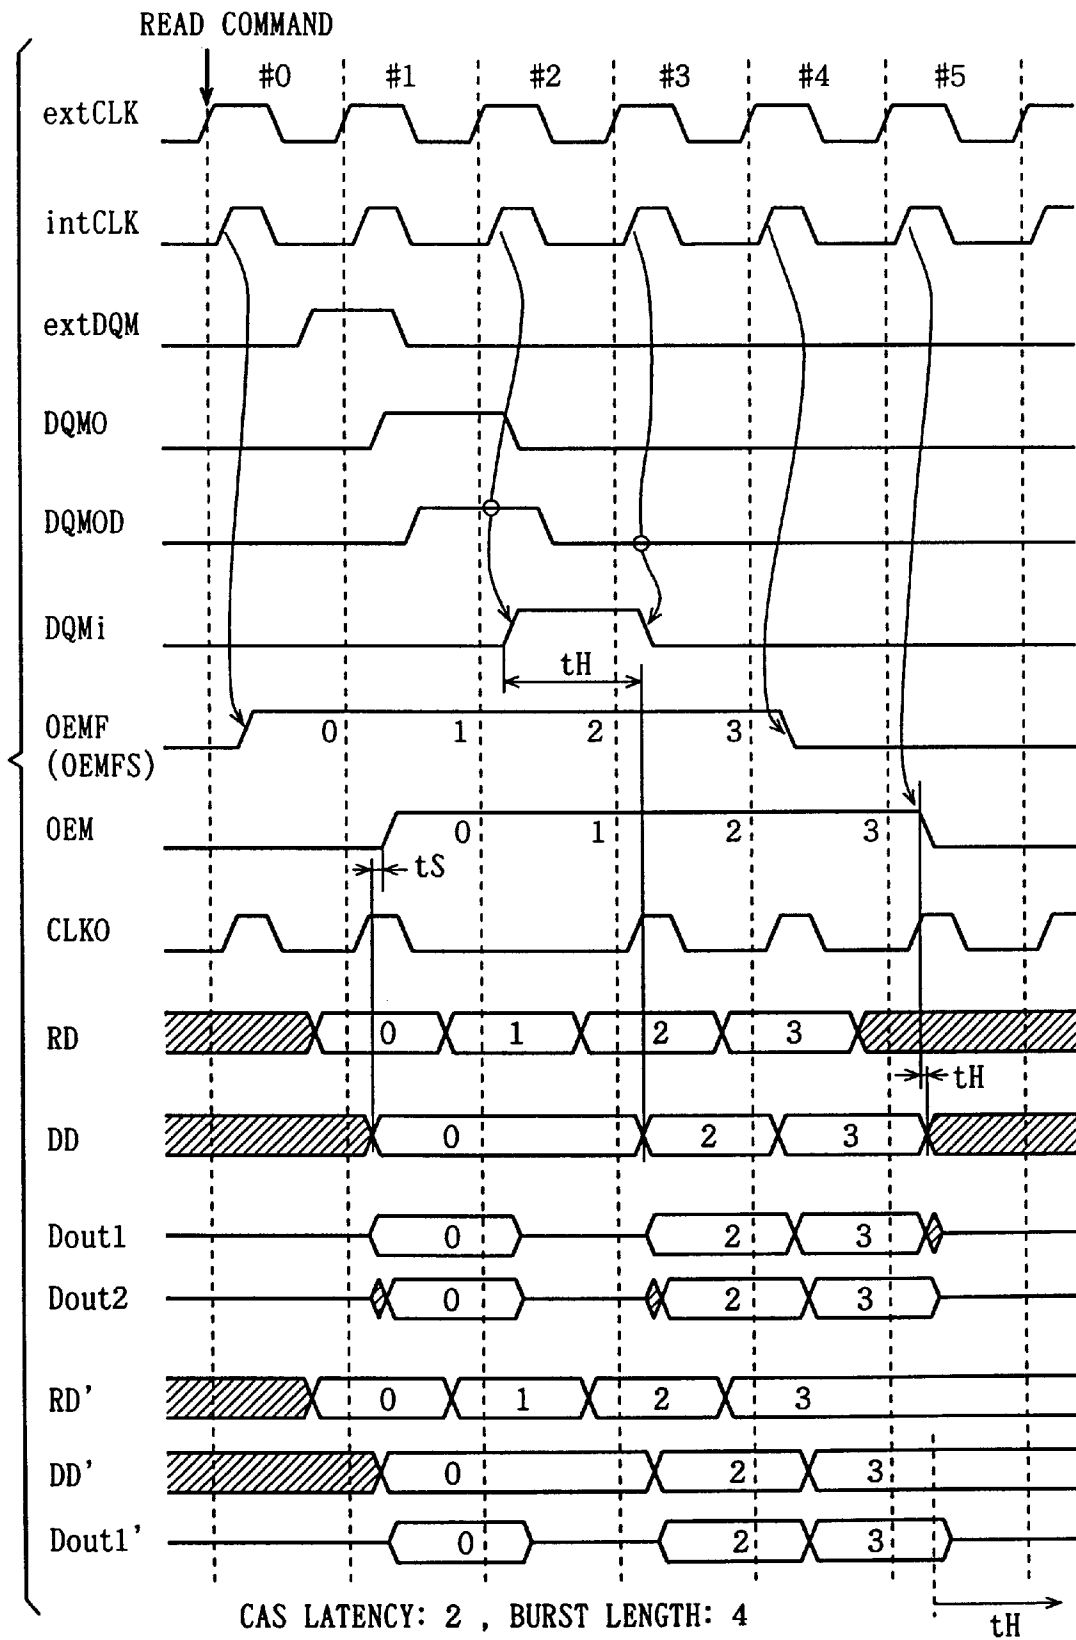 READ COMMAND
#0 #1 #2 #3 #4 #5
extCLK
intCLK
extDQM
DQM0
DQM0D
DQMi
tH
OEMF 0 1 2 3
(OEMFS)
OEM 0 1 2 3
tS
CLKO
RD 0 1 2 3
tH
DD 0 2 3
Dout1 0 2 3
Dout2 0 2 3
RD' 0 1 2 3
DD' 0 2 3
Dout1' 0 2 3
CAS LATENCY: 2 , BURST LENGTH: 4
tH